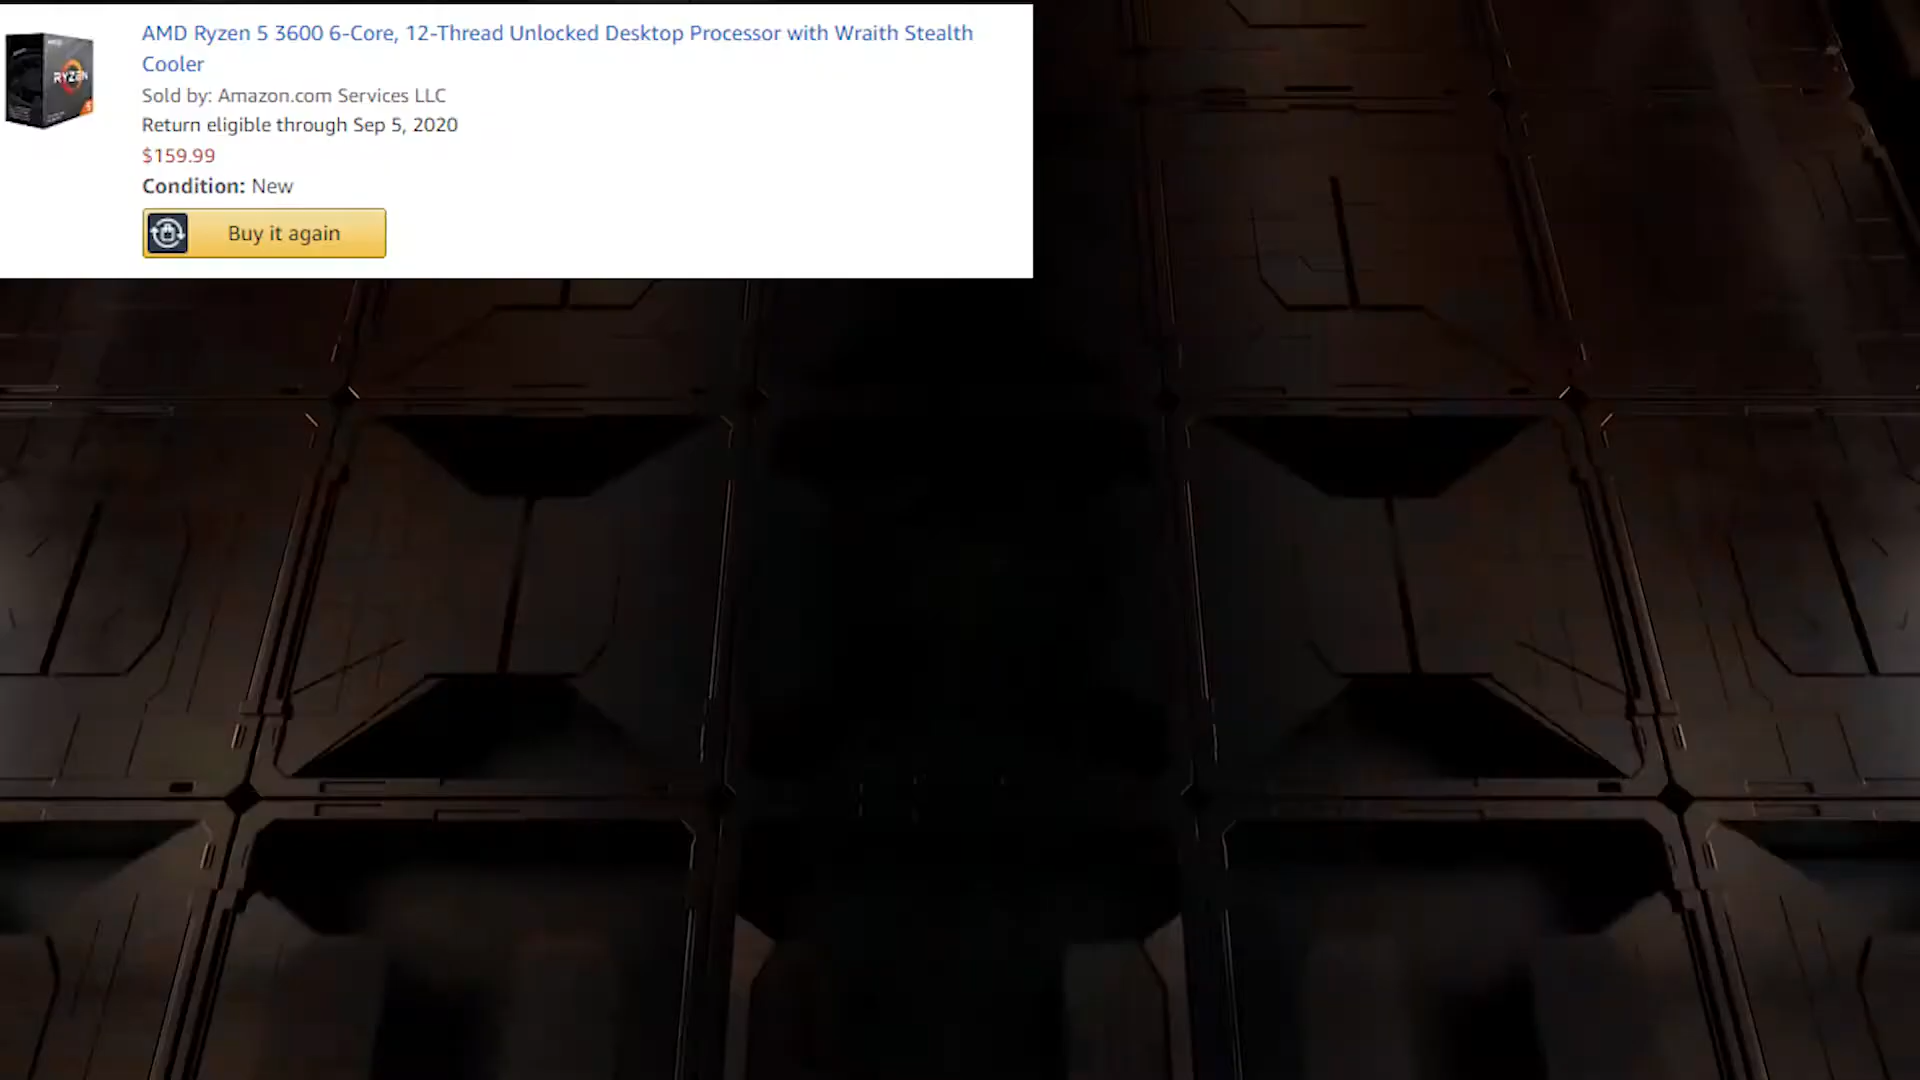 AMD Ryzen 5 3600 6-Core, 12-Thread Unlocked Desktop Processor with Wraith Stealth
Cooler
RYZEN
Sold by: Amazon.com Services LLC
Return eligible through Sep 5, 2020
$159.99
Condition: New
Buy it again